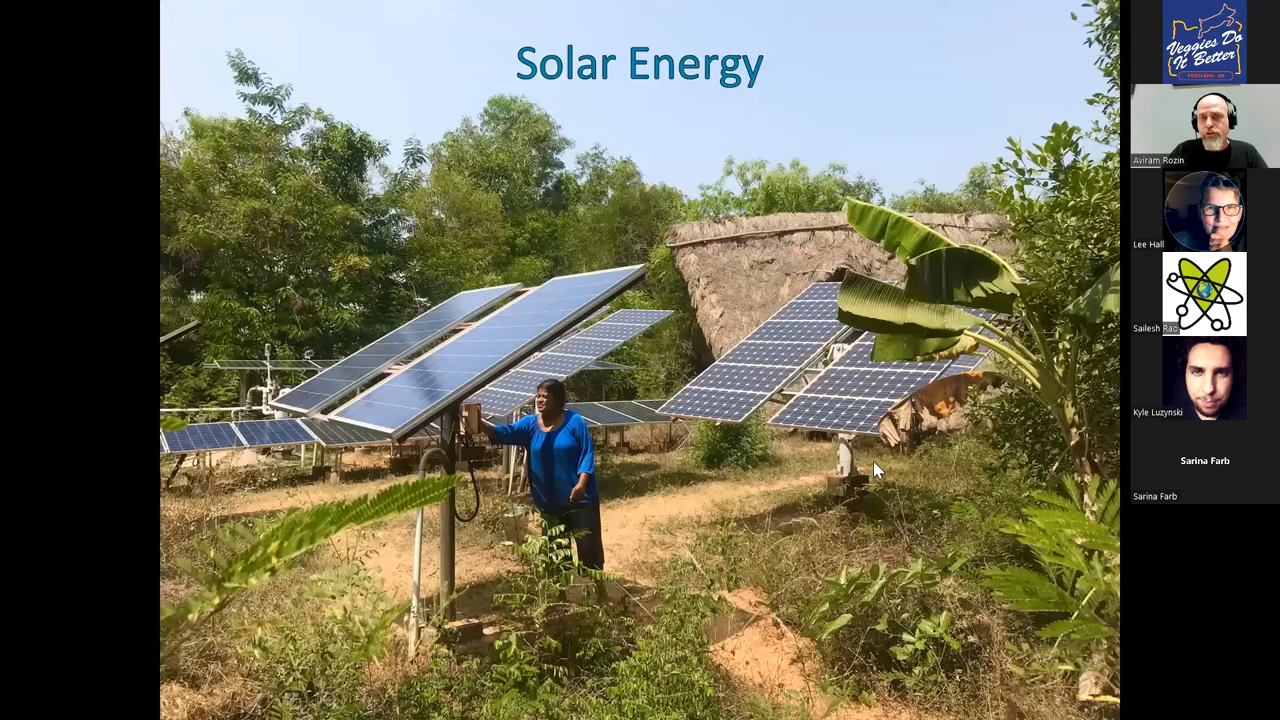 Solar Energy
Veggies Do
It Better
PORTLAND, OR
Aviram Rozin
Lee Hall
Sailesh Rao
Kyle Luzynski
Sarina Farb
Sarina Farb